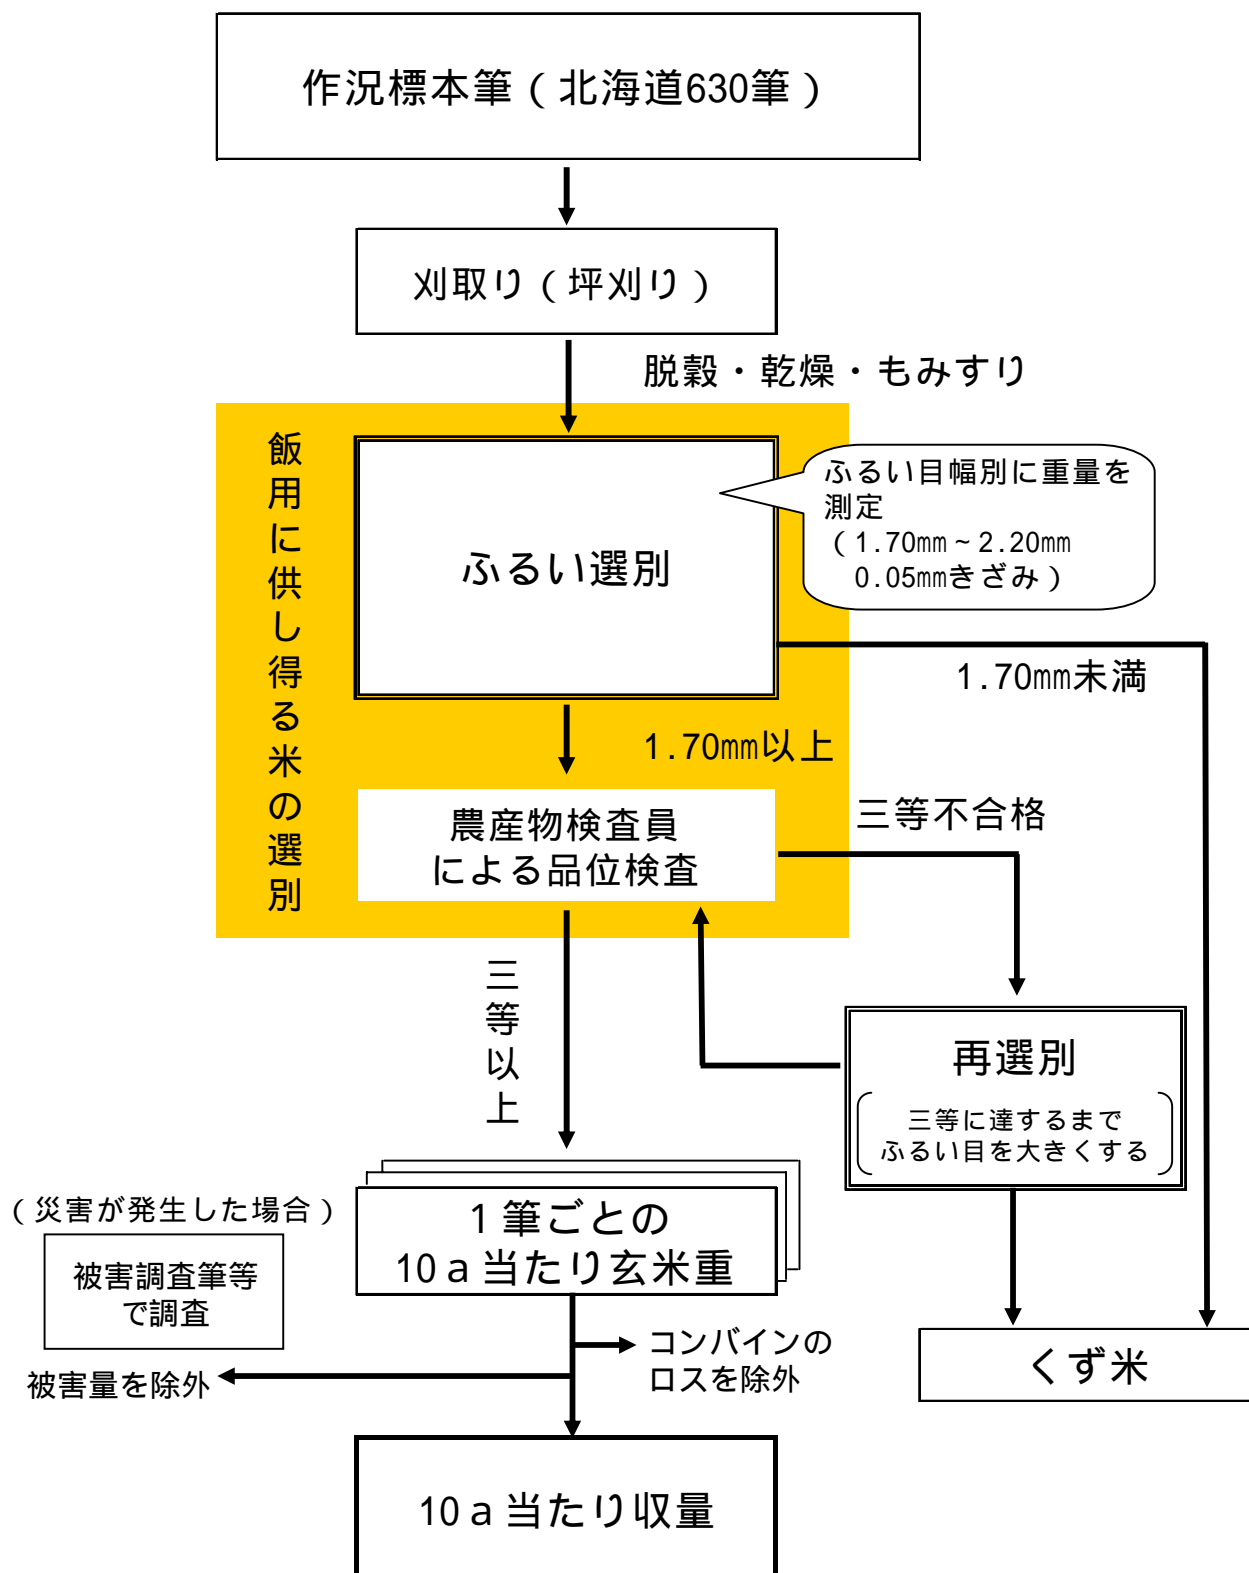 作況標本筆（北海道630筆）
刈取り（坪刈り）
脱穀・乾燥・もみすり
飯用に供し得る米の選別
ふるい選別
ふるい目幅別に重量を
測定
（1.70㎜～2.20㎜
0.05㎜きざみ）
1.70㎜未満
1.70㎜以上
農産物検査員
による品位検査
三等不合格
三等以上
再選別
三等に達するまで
ふるい目を大きくする
（災害が発生した場合）
被害調査筆等
で調査
1筆ごとの
10ａ当たり玄米重
コンバインの
ロスを除外
被害量を除外
くず米
10ａ当たり収量